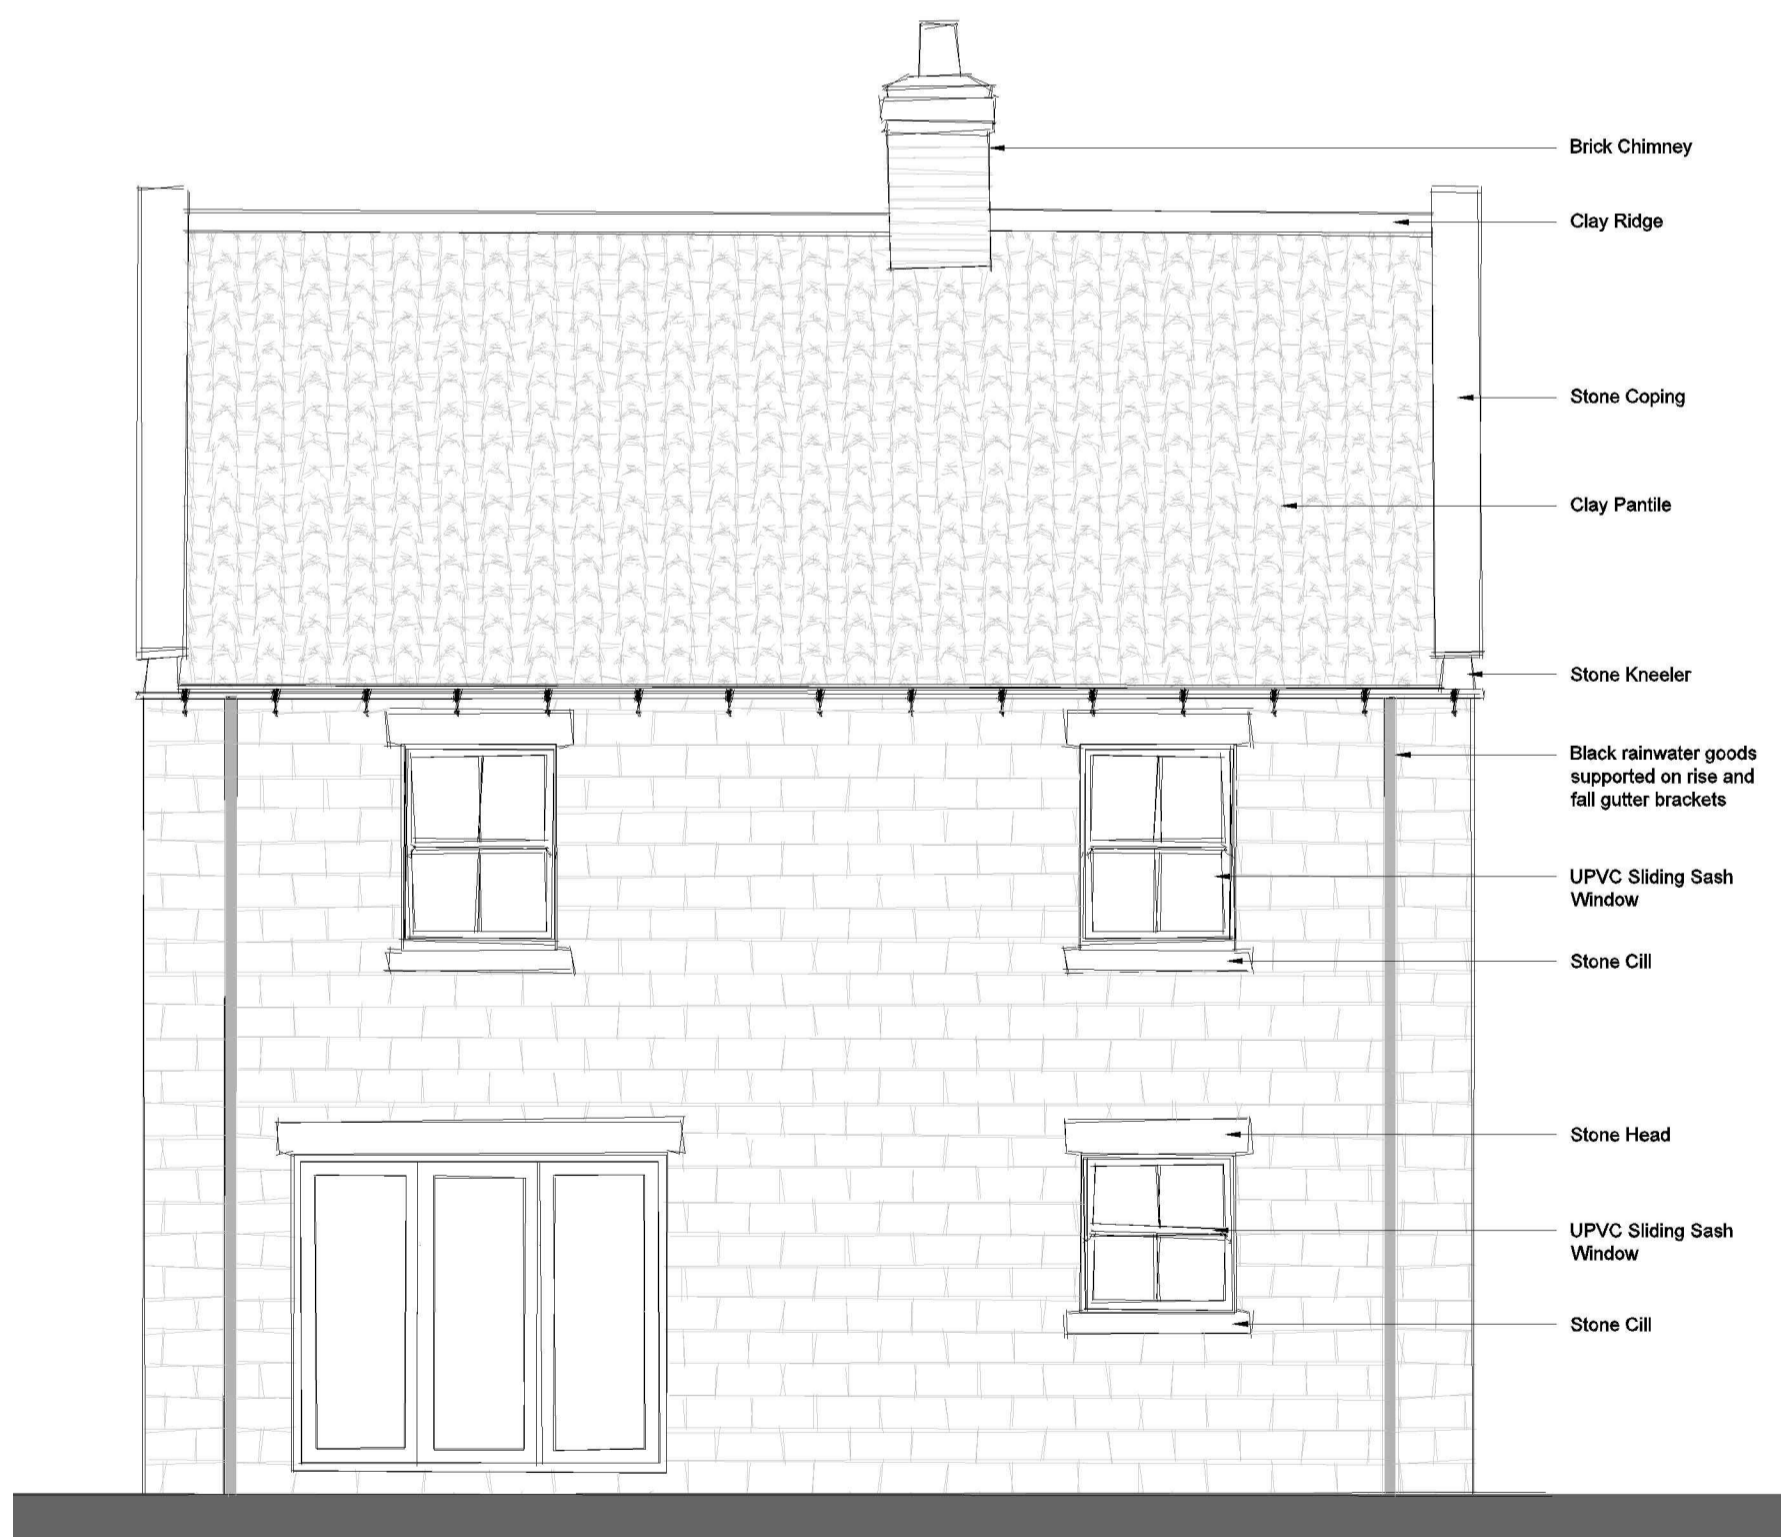 Brick Chimney
Clay Ridge
Stone Coping
Clay Pantile
Stone Kneeler
Black rainwater goods
supported on rise and
fall gutter brackets
UPVC Sliding Sash
Window
Stone Cill
Stone Head
UPVC Sliding Sash
Window
Stone Cill